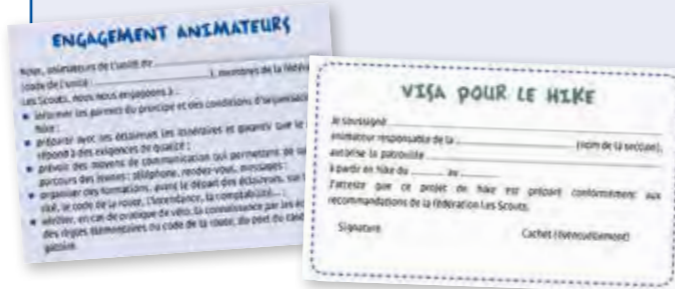 ENGAGEMENT ANIMATEURS
Nous, animateurs de l'unité de
(code de l'unité : ), membres de la
Les Scouts, nous nous engageons à :
informer les parents du principe et des conditions d'organisation
hike ;
préparer avec les éclaireurs les itinéraires et garantir que le
répond à des exigences de qualité ;
prévoir des moyens de communication qui permettent de
parcours des jeunes : téléphone, rendez-vous, messages ;
organiser des formations, avant le départ des éclaireurs, sur
le code de la route, l'intendance, la comptabilité... ;
vérifier, en cas de pratique de vélo, la connaissance par les
des règles élémentaires du code de la route, du port du
VISA POUR LE HIKE
Je soussigné
animateur responsable de la (nom de la section),
autorise la patrouille
à partir en hike du au
J'atteste que ce projet de hike est préparé conformément aux
recommandations de la fédération Les Scouts.
Signature Cachet (éventuellement)